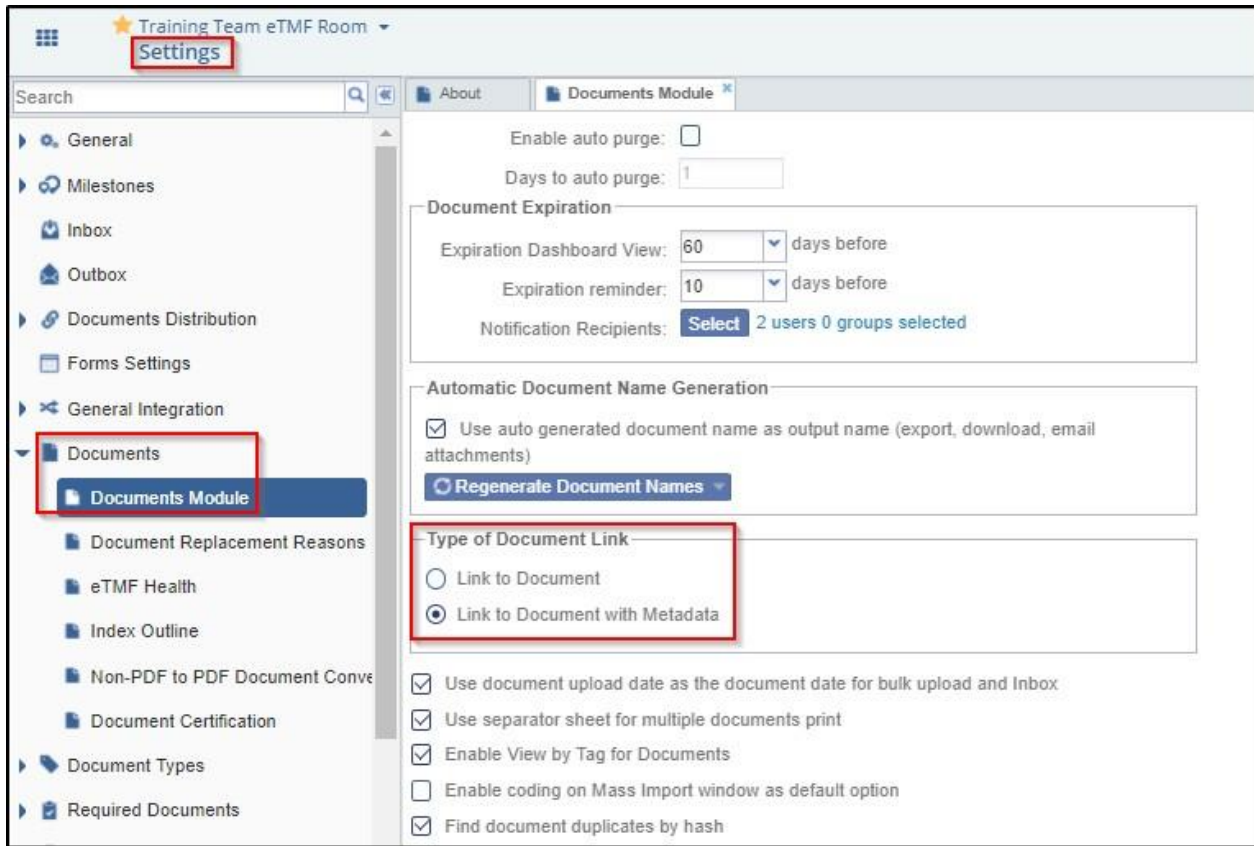 Training Team eTMF Room
Settings
Search
General
Milestones
Inbox
Outbox
Documents Distribution
Forms Settings
General Integration
Documents
Documents Module
Document Replacement Reasons
eTMF Health
Index Outline
Non-PDF to PDF Document Conve
Document Certification
Document Types
Required Documents
About
Documents Module
Enable auto purge:
Days to auto purge: 1
Document Expiration
Expiration Dashboard View: 60 days before
Expiration reminder: 10 days before
Notification Recipients: Select 2 users 0 groups selected
Automatic Document Name Generation
Use auto generated document name as output name (export, download, email
attachments)
Regenerate Document Names
Type of Document Link
Link to Document
Link to Document with Metadata
Use document upload date as the document date for bulk upload and Inbox
Use separator sheet for multiple documents print
Enable View by Tag for Documents
Enable coding on Mass Import window as default option
Find document duplicates by hash